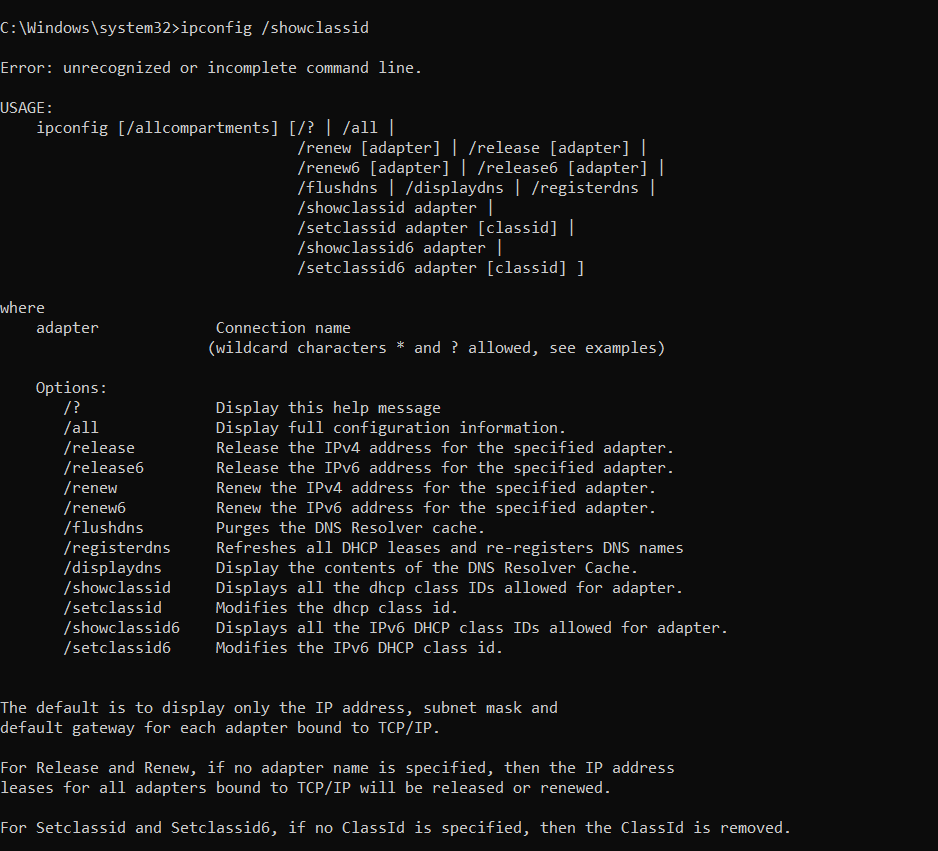 C:\Windows\system32>ipconfig /showclassid
Error: unrecognized or incomplete command line.
USAGE:
    ipconfig [/allcompartments] [/? | /all |
                                 /renew [adapter] | /release [adapter] |
                                 /renew6 [adapter] | /release6 [adapter] |
                                 /flushdns | /displaydns | /registerdns |
                                 /showclassid adapter |
                                 /setclassid adapter [classid] |
                                 /showclassid6 adapter |
                                 /setclassid6 adapter [classid] ]
where
    adapter             Connection name
                       (wildcard characters * and ? allowed, see examples)
    Options:
       /?               Display this help message
       /all             Display full configuration information.
       /release         Release the IPv4 address for the specified adapter.
       /release6        Release the IPv6 address for the specified adapter.
       /renew           Renew the IPv4 address for the specified adapter.
       /renew6          Renew the IPv6 address for the specified adapter.
       /flushdns        Purges the DNS Resolver cache.
       /registerdns     Refreshes all DHCP leases and re-registers DNS names
       /displaydns      Display the contents of the DNS Resolver Cache.
       /showclassid     Displays all the dhcp class IDs allowed for adapter.
       /setclassid      Modifies the dhcp class id.
       /showclassid6    Displays all the IPv6 DHCP class IDs allowed for adapter.
       /setclassid6     Modifies the IPv6 DHCP class id.
The default is to display only the IP address, subnet mask and
default gateway for each adapter bound to TCP/IP.
For Release and Renew, if no adapter name is specified, then the IP address
leases for all adapters bound to TCP/IP will be released or renewed.
For Setclassid and Setclassid6, if no ClassId is specified, then the ClassId is removed.